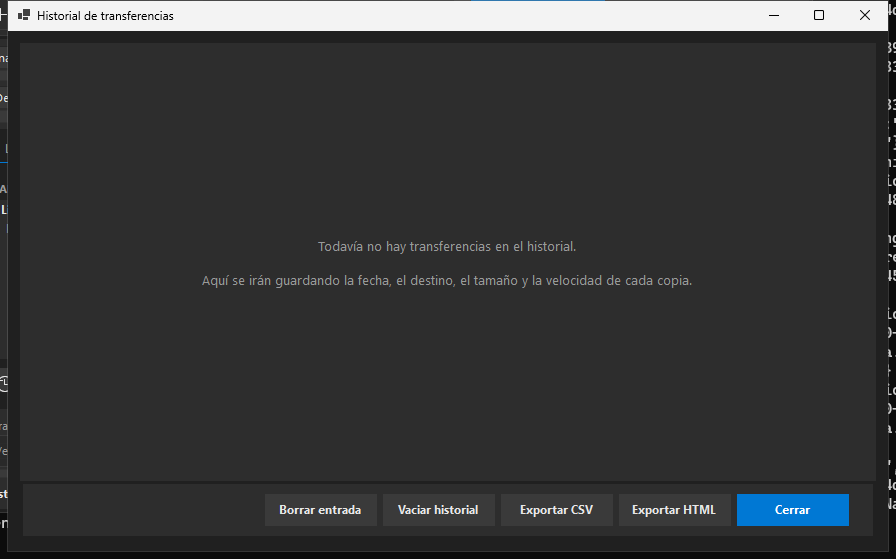 Historial de transferencias
Todavía no hay transferencias en el historial.
Aquí se irán guardando la fecha, el destino, el tamaño y la velocidad de cada copia.
Borrar entrada
Vaciar historial
Exportar CSV
Exportar HTML
Cerrar